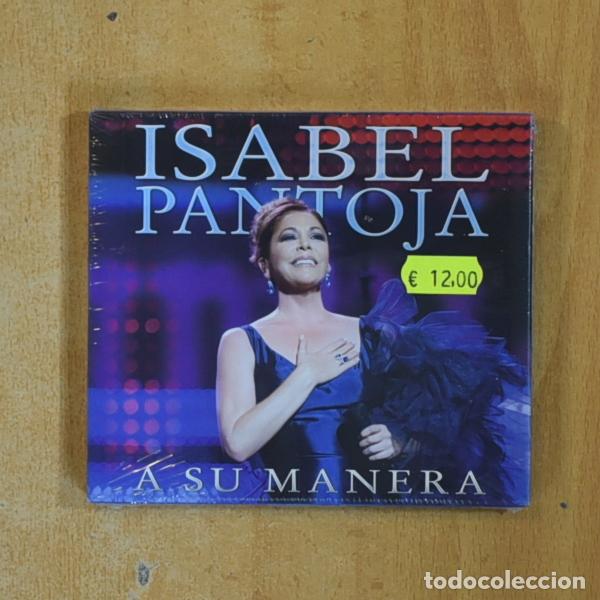 ISABEL
PANTOJA
€ 12,00
A SU MANERA
todocoleccion